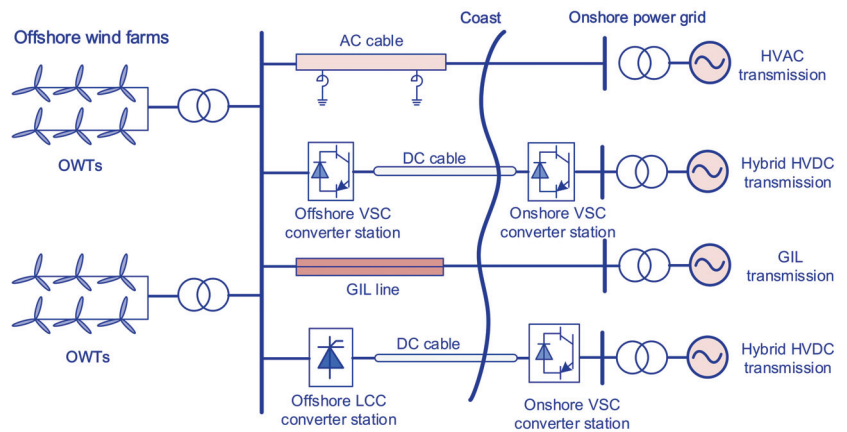 Offshore wind farms
OWTs
OWTs
Coast
Onshore power grid
AC cable
HVAC
transmission
DC cable
Offshore VSC
converter station
Onshore VSC
converter station
Hybrid HVDC
transmission
GIL line
GIL
transmission
DC cable
Offshore LCC
converter station
Onshore VSC
converter station
Hybrid HVDC
transmission